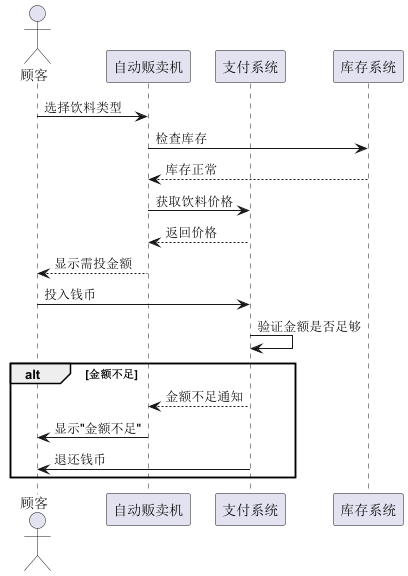 顾客
自动贩卖机
支付系统
库存系统
选择饮料类型
检查库存
库存正常
获取饮料价格
返回价格
显示需投金额
投入钱币
验证金额是否足够
alt [金额不足]
金额不足通知
显示"金额不足"
退还钱币
顾客
自动贩卖机
支付系统
库存系统